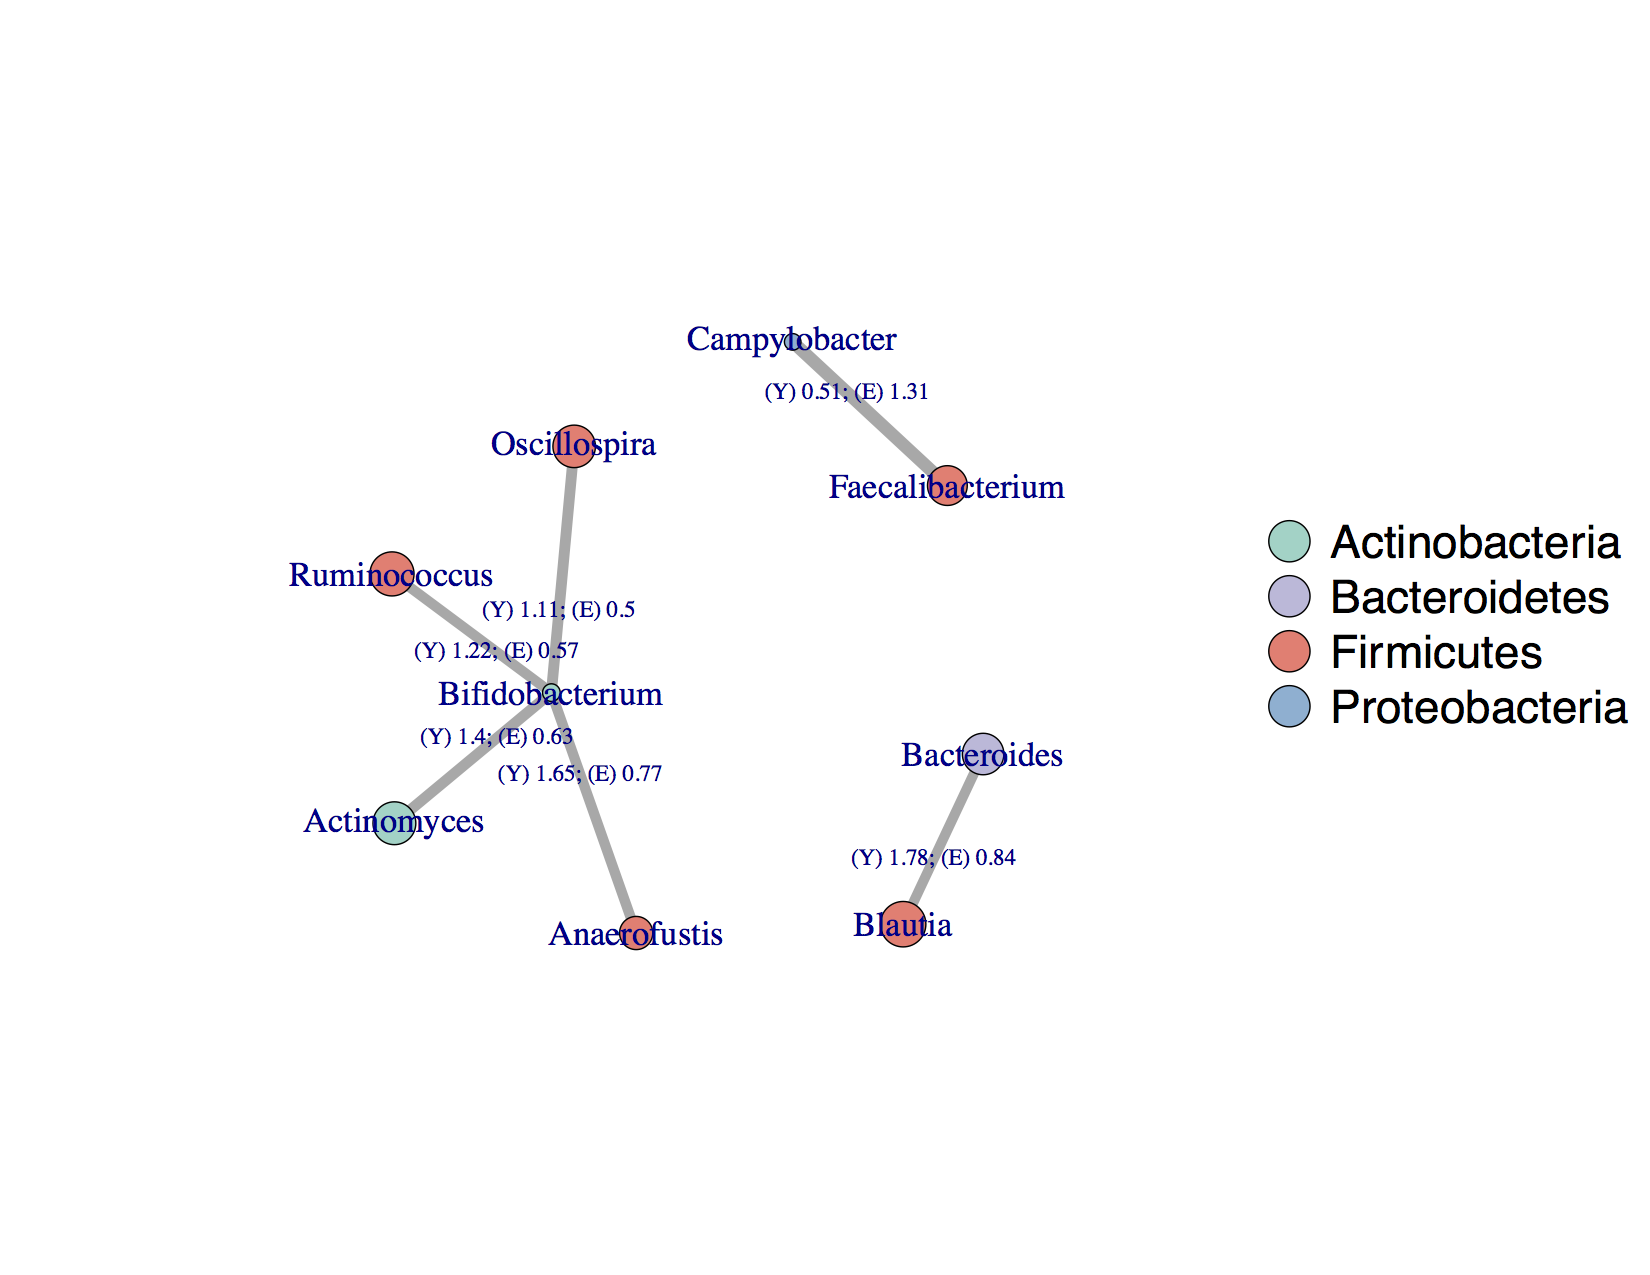 Campylobacter
(Y) 0.51; (E) 1.31
Oscillospira
Faecalibacterium
Ruminococcus
(Y) 1.11; (E) 0.5
(Y) 1.22; (E) 0.57
Bifidobacterium
(Y) 1.4; (E) 0.63
(Y) 1.65; (E) 0.77
Actinomyces
Anaerofustis
Bacteroides
(Y) 1.78; (E) 0.84
Blautia
Actinobacteria
Bacteroidetes
Firmicutes
Proteobacteria